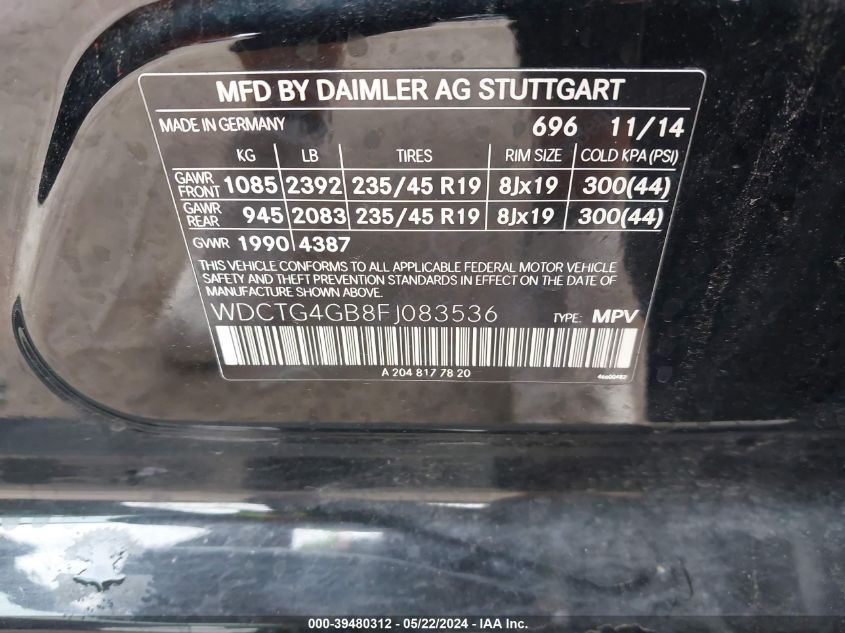 MFD BY DAIMLER AG STUTTGART
MADE IN GERMANY 696 11/14
KG LB TIRES RIM SIZE COLD KPA(PSI)
GAWR FRONT 1085 2392 235/45 R19 8Jx19 300(44)
GAWR REAR 945 2083 235/45 R19 8Jx19 300(44)
GVWR 1990 4387
THIS VEHICLE CONFORMS TO ALL APPLICABLE FEDERAL MOTOR VEHICLE
SAFETY AND THEFT PREVENTION STANDARDS IN EFFECT ON THE DATE OF
MANUFACTURE SHOWN ABOVE.
WDCTG4GB8FJ083536 TYPE: MPV
A 204 817 78 20
000-39480312 - 05/22/2024 - IAA Inc.